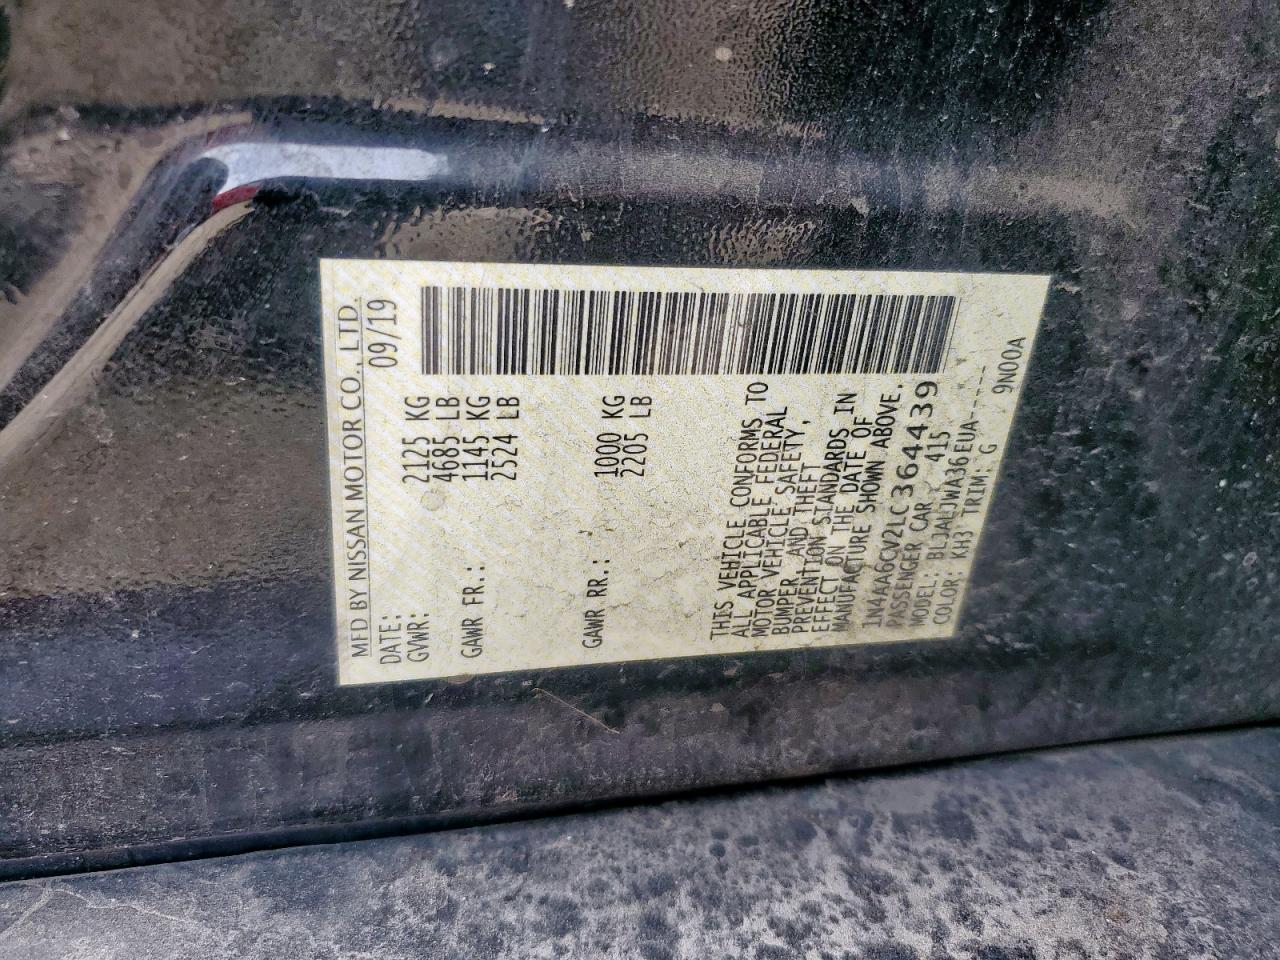 MFD BY NISSAN MOTOR CO., LTD.
DATE: 09/19
GVWR: 2125 KG
4685 LB
GAWR FR.: 1145 KG
2524 LB
GAWR RR.: 1000 KG
2205 LB
THIS VEHICLE CONFORMS TO
ALL APPLICABLE FEDERAL
MOTOR VEHICLE SAFETY,
BUMPER, AND THEFT
PREVENTION STANDARDS IN
EFFECT ON THE DATE OF
MANUFACTURE SHOWN ABOVE.
1N4AA6CV2LC364439
PASSENGER CAR 415
MODEL: BLJALJWA36EUA-----
COLOR: KH3 TRIM: G
9N00A